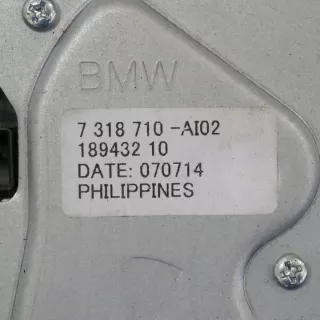 BMW
7 318 710 -AI02
189432 10
DATE: 070714
PHILIPPINES